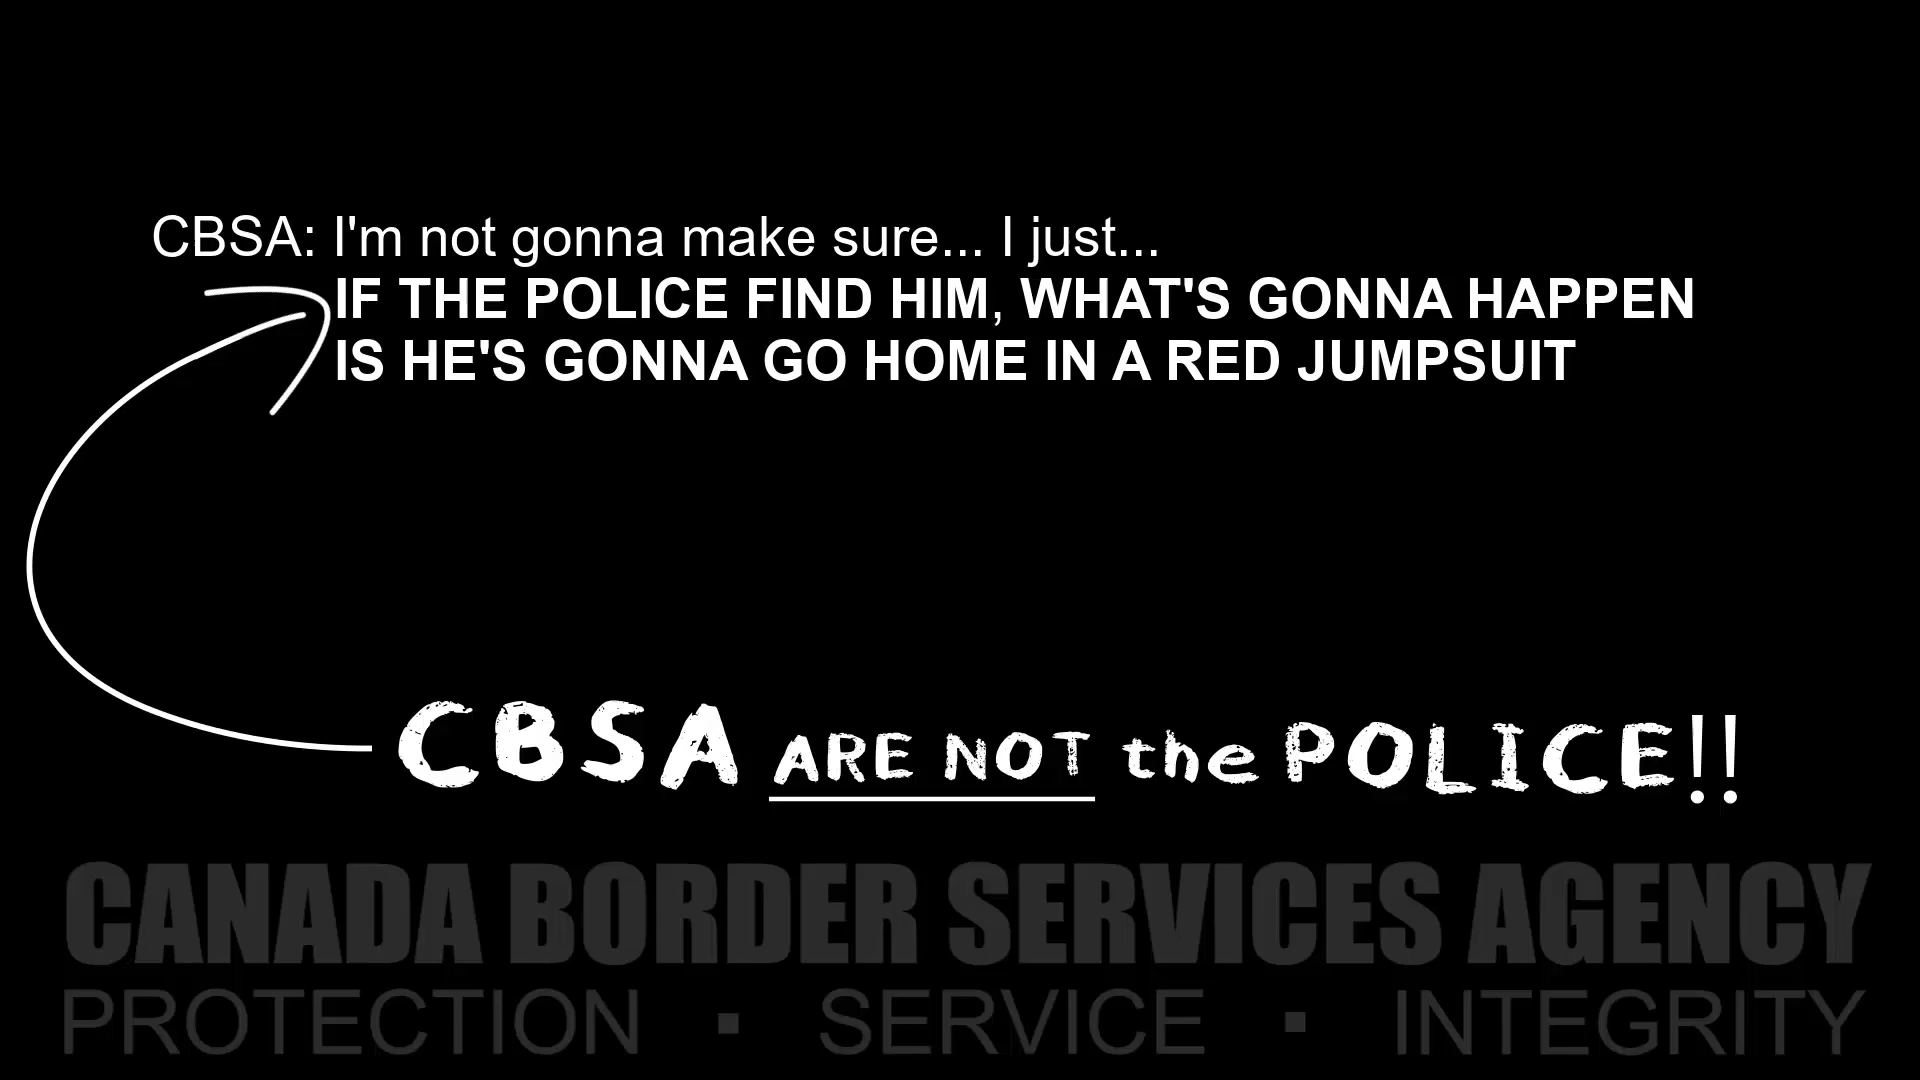 CBSA: I'm not gonna make sure... I just...
IF THE POLICE FIND HIM, WHAT'S GONNA HAPPEN
IS HE'S GONNA GO HOME IN A RED JUMPSUIT
CBSA ARE NOT the POLICE!!
CANADA BORDER SERVICES AGENCY
PROTECTION ▪ SERVICE ▪ INTEGRITY